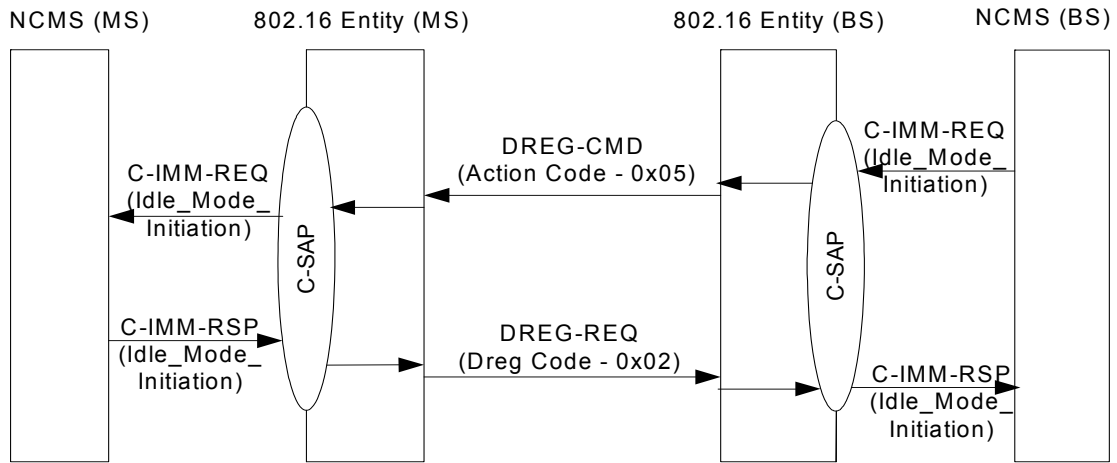 NCMS (MS)
802.16 Entity (MS)
802.16 Entity (BS)
NCMS (BS)
C-IMM-REQ
(Idle_Mode_
Initiation)
DREG-CMD
(Action Code - 0x05)
C-IMM-REQ
(Idle_Mode_
Initiation)
C-SAP
C-SAP
C-IMM-RSP
(Idle_Mode_
Initiation)
DREG-REQ
(Dreg Code - 0x02)
C-IMM-RSP
(Idle_Mode_
Initiation)